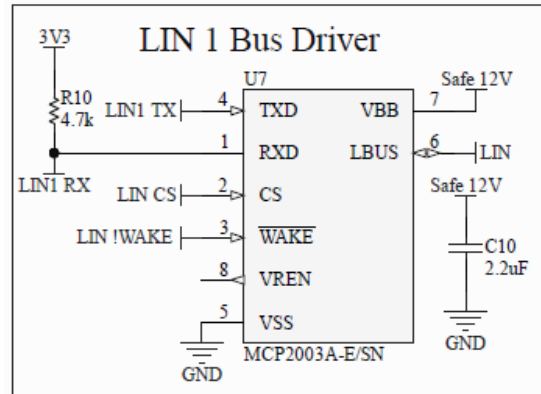 LIN 1 Bus Driver
3V3
R10
4.7k
LIN1 RX
U7
LIN1 TX 4 TXD VBB 7 Safe 12V
1 RXD LBUS 6 LIN
LIN CS 2 CS
LIN !WAKE 3 WAKE
8 VREN
5 VSS
GND
MCP2003A-E/SN
Safe 12V
C10
2.2uF
GND